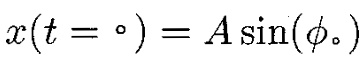 x(t = ∘) = A sin(ϕ∘)